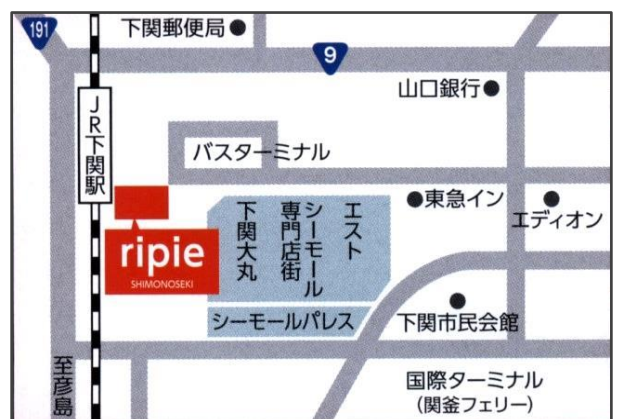 191
下関郵便局
9
山口銀行
JR下関駅
バスターミナル
東急イン
エディオン
エスト
シーモール
専門店街
下関大丸
ripie
SHIMONOSEKI
シーモールパレス
下関市民会館
至彦島
国際ターミナル
(関釜フェリー)